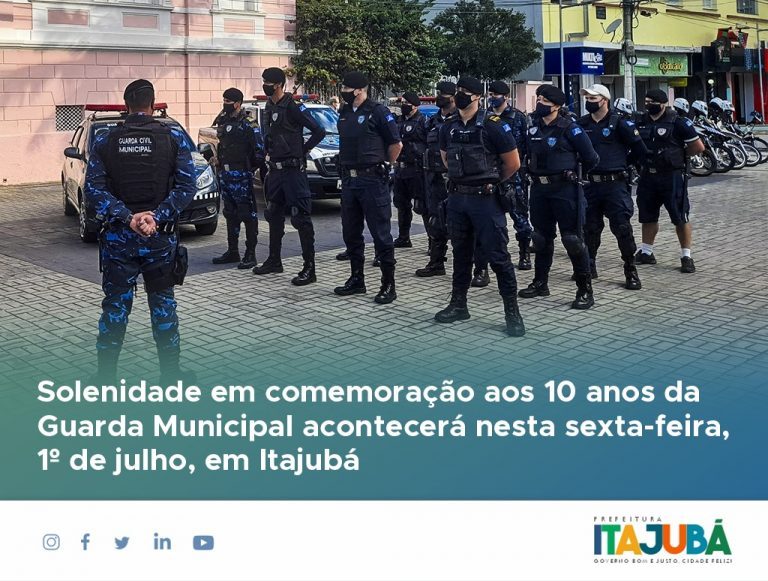 GUARDA CIVIL
MUNICIPAL
Solenidade em comemoração aos 10 anos da
Guarda Municipal acontecerá nesta sexta-feira,
1º de julho, em Itajubá
PREFEITURA
ITAJUBÁ
GOVERNO BOM E JUSTO, CIDADE FELIZ!